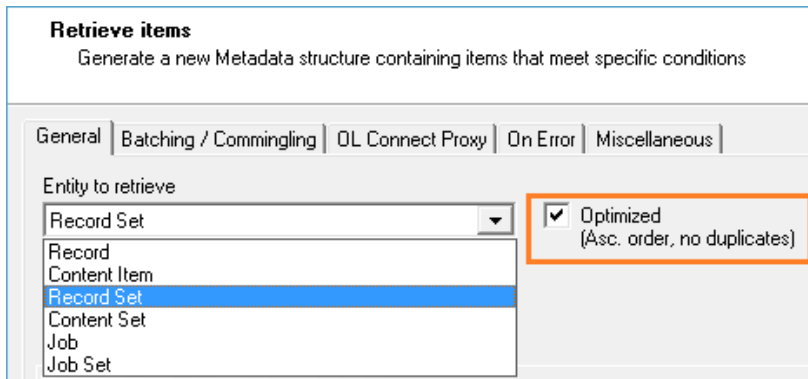 Retrieve items
Generate a new Metadata structure containing items that meet specific conditions
General Batching / Commingling OL Connect Proxy On Error Miscellaneous
Entity to retrieve
Record Set
Optimized
(Asc. order, no duplicates)
Record
Content Item
Record Set
Content Set
Job
Job Set